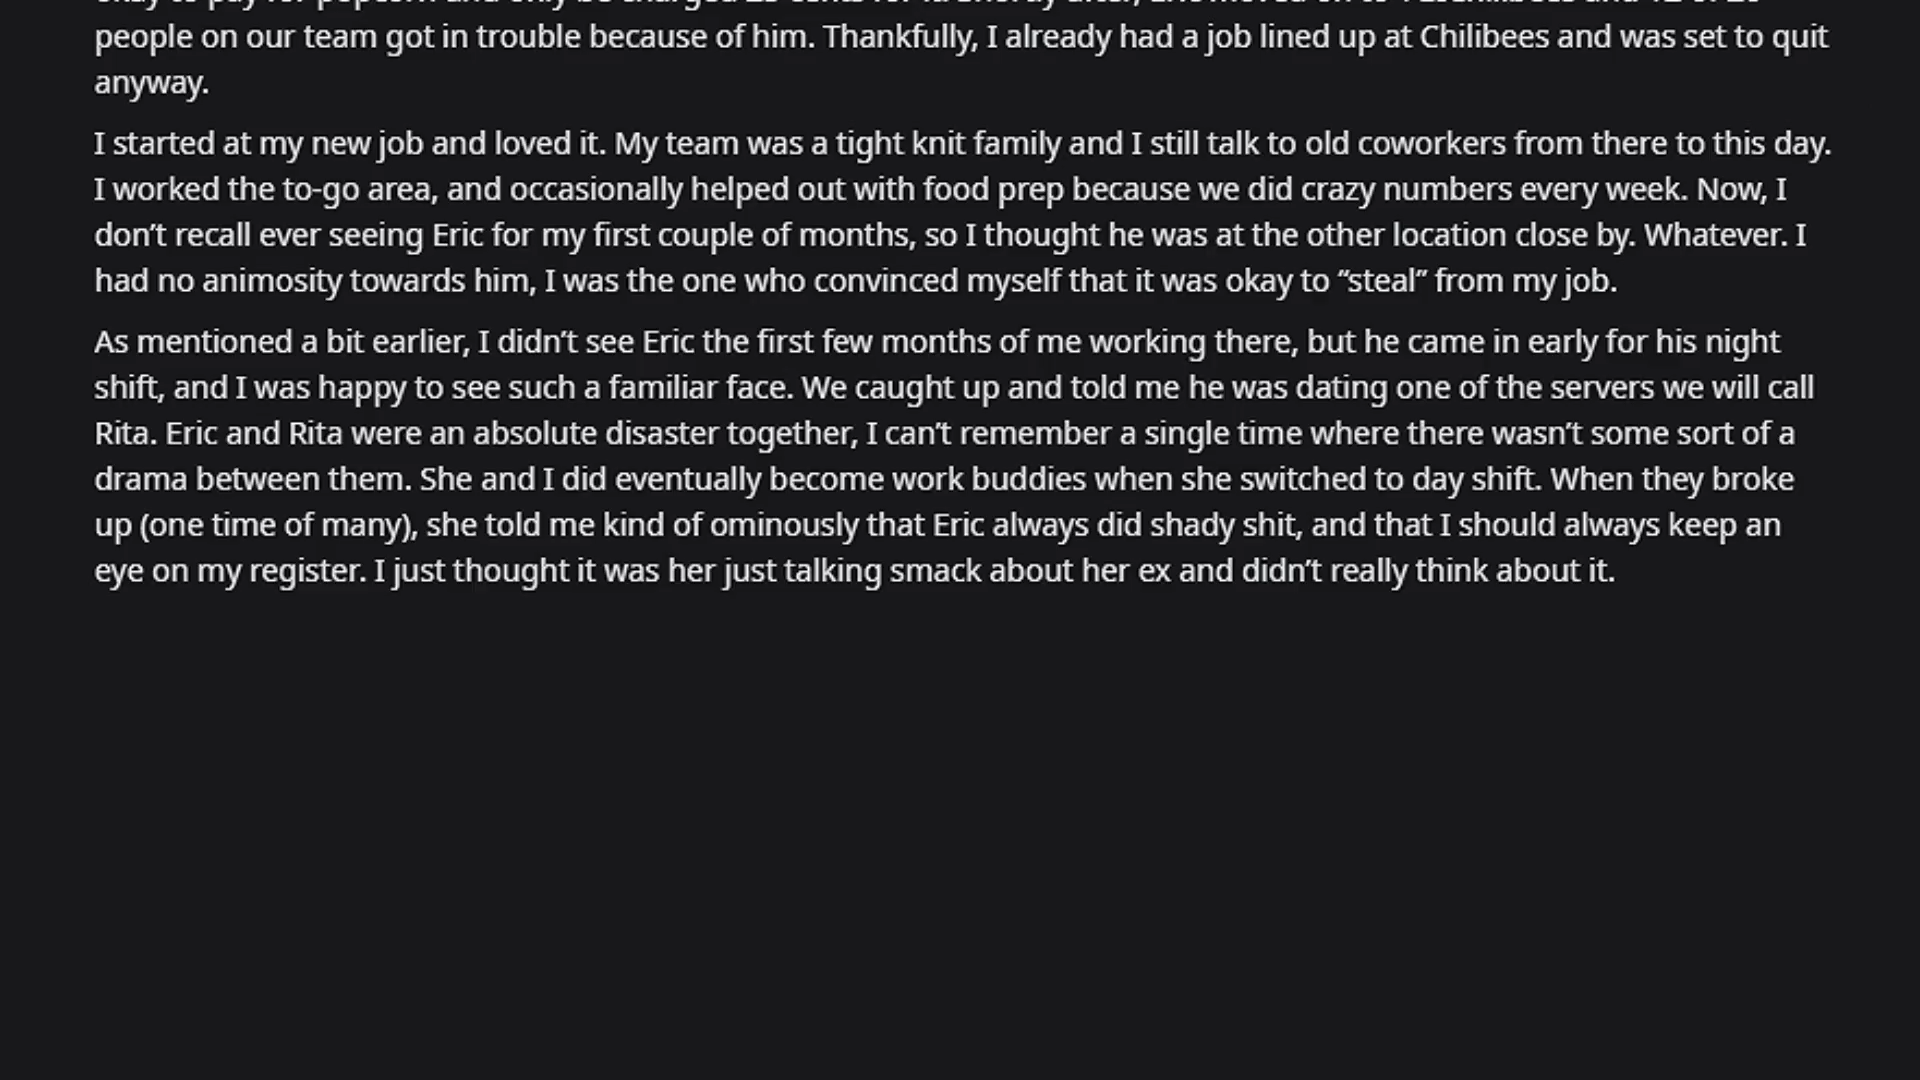 people on our team got in trouble because of him. Thankfully, I already had a job lined up at Chilibees and was set to quit
anyway.
I started at my new job and loved it. My team was a tight knit family and I still talk to old coworkers from there to this day.
I worked the to-go area, and occasionally helped out with food prep because we did crazy numbers every week. Now, I
don’t recall ever seeing Eric for my first couple of months, so I thought he was at the other location close by. Whatever. I
had no animosity towards him, I was the one who convinced myself that it was okay to “steal” from my job.
As mentioned a bit earlier, I didn’t see Eric the first few months of me working there, but he came in early for his night
shift, and I was happy to see such a familiar face. We caught up and told me he was dating one of the servers we will call
Rita. Eric and Rita were an absolute disaster together, I can’t remember a single time where there wasn’t some sort of a
drama between them. She and I did eventually become work buddies when she switched to day shift. When they broke
up (one time of many), she told me kind of ominously that Eric always did shady shit, and that I should always keep an
eye on my register. I just thought it was her just talking smack about her ex and didn’t really think about it.